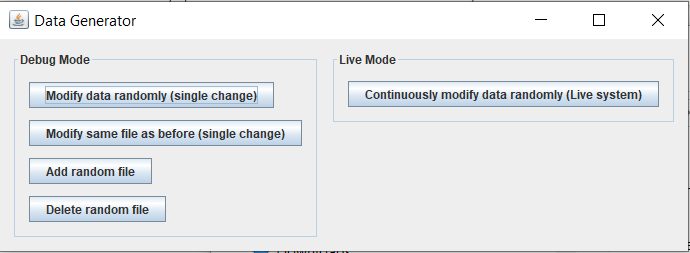 Data Generator
Debug Mode
Modify data randomly (single change)
Modify same file as before (single change)
Add random file
Delete random file
Live Mode
Continuously modify data randomly (Live system)